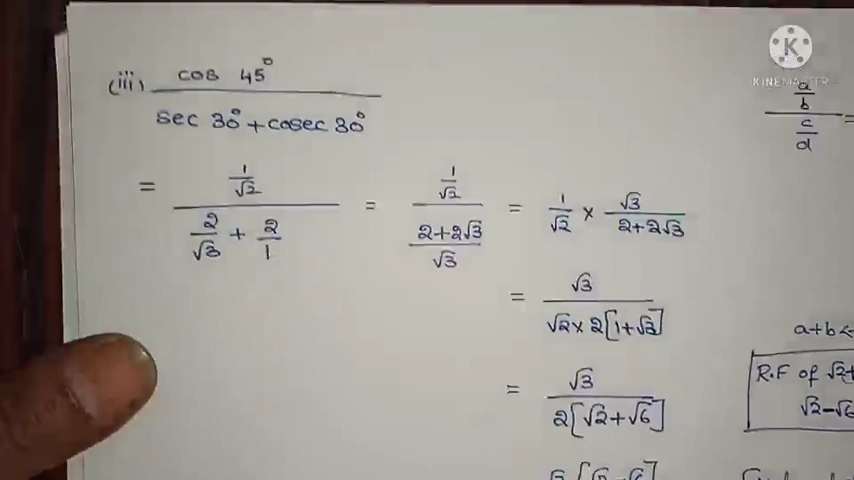 (iii) cos 45° / sec 30° + cosec 30°
= 1/√2 / 2/√3 + 2/1 = 1/√2 / 2+2√3/√3 = 1/√2 × √3/2+2√3
= √3 / √2 × 2[1+√3]
= √3 / 2[√2+√6]
a/b / c/d =
a+b
R.F of √2+
√2-√6
K
KINEMASTER